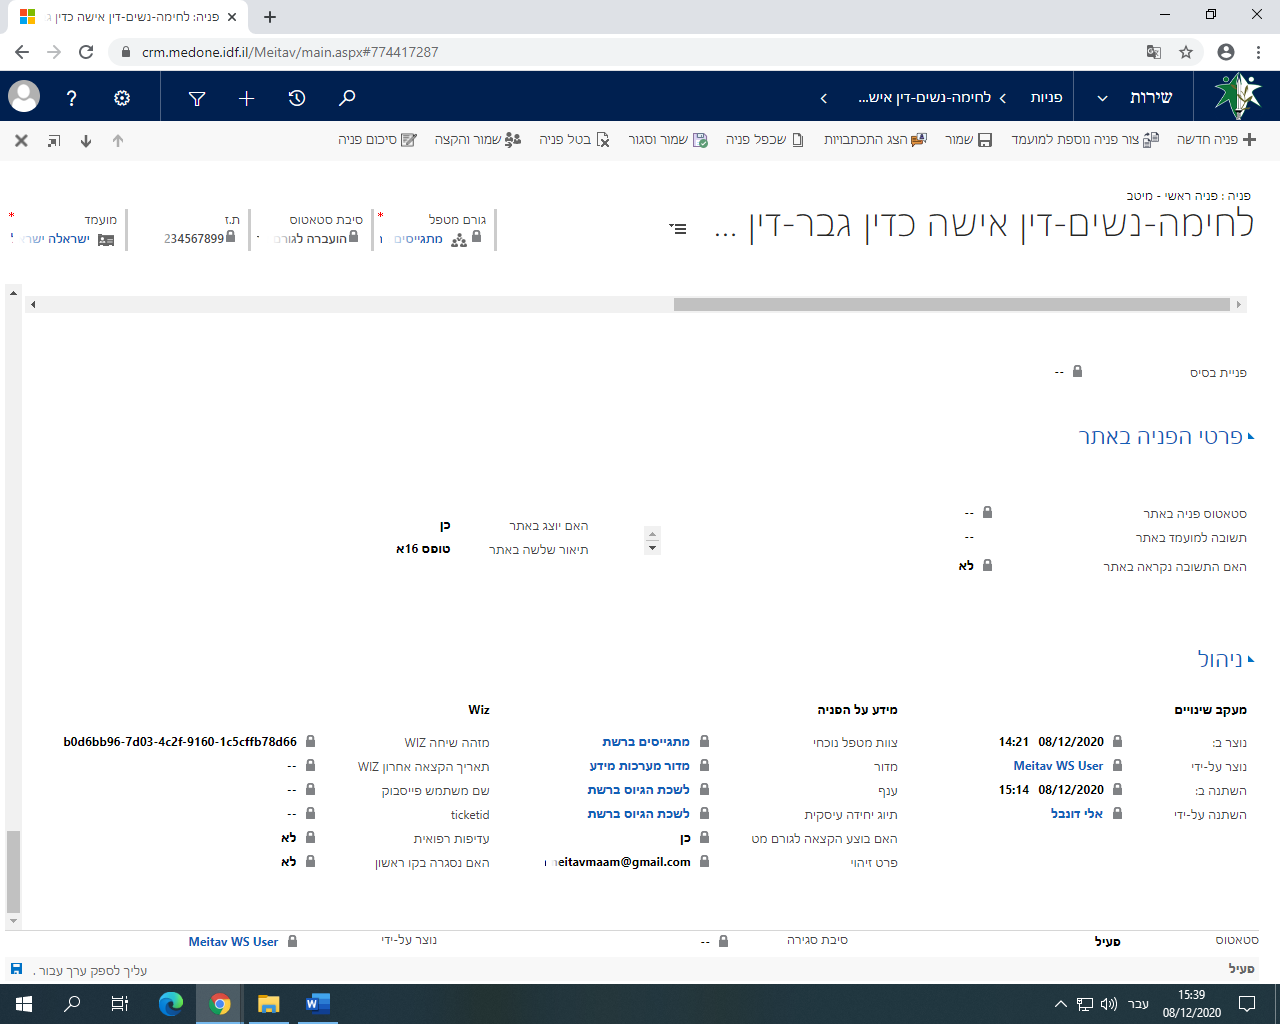 פניה: לחימה-נשים-דין אישה כדין ג
crm.medone.idf.il/Meitav/main.aspx#774417287
שירות
פניות
לחימה-נשים-דין איש...
פניה חדשה
צור פניה נוספת למועמד
שמור
הצג התכתבויות
שכפל פניה
שמור וסגור
בטל פניה
שמור והקצה
סיכום פניה
פניה : פניה ראשי - מיטב
לחימה-נשים-דין אישה כדין גבר-דין ...
גורם מטפל
מתגייסים
סיבת סטאטוס
הועברה לגורם
ת.ז
234567899
מועמד
ישראלה
פניית בסיס --
פרטי הפניה באתר
סטאטוס פניה באתר --
תשובה למועמד באתר --
האם התשובה נקראה באתר לא
האם יוצג באתר כן
תיאור שלשה באתר טופס 16א
ניהול
מעקב שינויים
נוצר ב: 08/12/2020 14:21
נוצר על-ידי Meitav WS User
השתנה ב: 08/12/2020 15:14
השתנה על-ידי אלי דונבל
מידע על הפניה
צוות מטפל נוכחי מתגייסים ברשת
מדור מדור מערכות מידע
ענף לשכת הגיוס ברשת
תיוג יחידה עיסקית לשכת הגיוס ברשת
האם בוצע הקצאה לגורם מט כן
פרט זיהוי meitavmaam@gmail.com
Wiz
מזהה שיחה WIZ b0d6bb96-7d03-4c2f-9160-1c5cffb78d66
תאריך הקצאה אחרון WIZ --
שם משתמש פייסבוק --
ticketid --
עדיפות רפואית לא
האם נסגרה בקו ראשון לא
סטאטוס פעיל
סיבת סגירה --
נוצר על-ידי Meitav WS User
פעיל
עליך לספק ערך עבור .
עבר
15:39
08/12/2020